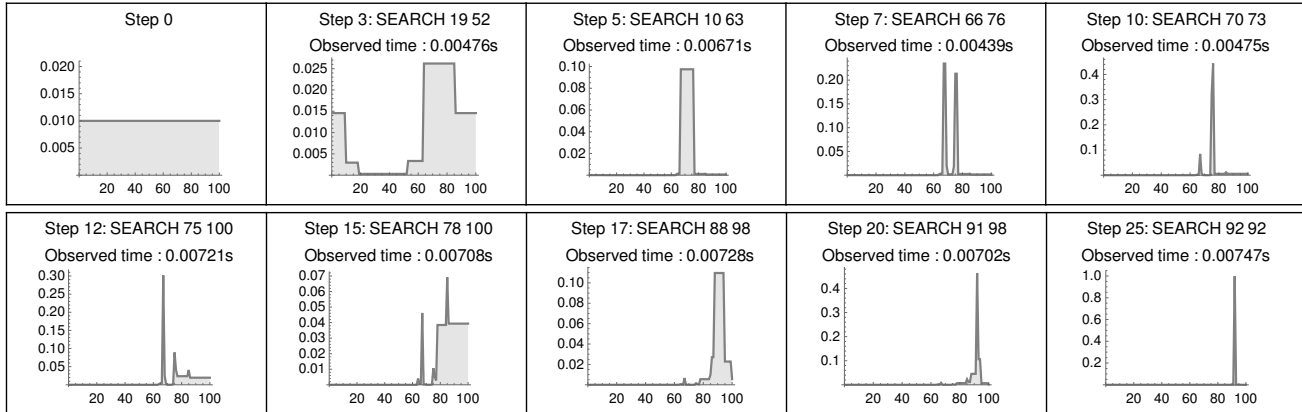 Step 0
0.020
0.015
0.010
0.005
20 40 60 80 100
Step 3: SEARCH 19 52
Observed time : 0.00476s
0.025
0.020
0.015
0.010
0.005
20 40 60 80 100
Step 5: SEARCH 10 63
Observed time : 0.00671s
0.10
0.08
0.06
0.04
0.02
20 40 60 80 100
Step 7: SEARCH 66 76
Observed time : 0.00439s
0.20
0.15
0.10
0.05
20 40 60 80 100
Step 10: SEARCH 70 73
Observed time : 0.00475s
0.4
0.3
0.2
0.1
20 40 60 80 100
Step 12: SEARCH 75 100
Observed time : 0.00721s
0.30
0.25
0.20
0.15
0.10
0.05
20 40 60 80 100
Step 15: SEARCH 78 100
Observed time : 0.00708s
0.07
0.06
0.05
0.04
0.03
0.02
0.01
20 40 60 80 100
Step 17: SEARCH 88 98
Observed time : 0.00728s
0.10
0.08
0.06
0.04
0.02
20 40 60 80 100
Step 20: SEARCH 91 98
Observed time : 0.00702s
0.4
0.3
0.2
0.1
20 40 60 80 100
Step 25: SEARCH 92 92
Observed time : 0.00747s
1.0
0.8
0.6
0.4
0.2
20 40 60 80 100